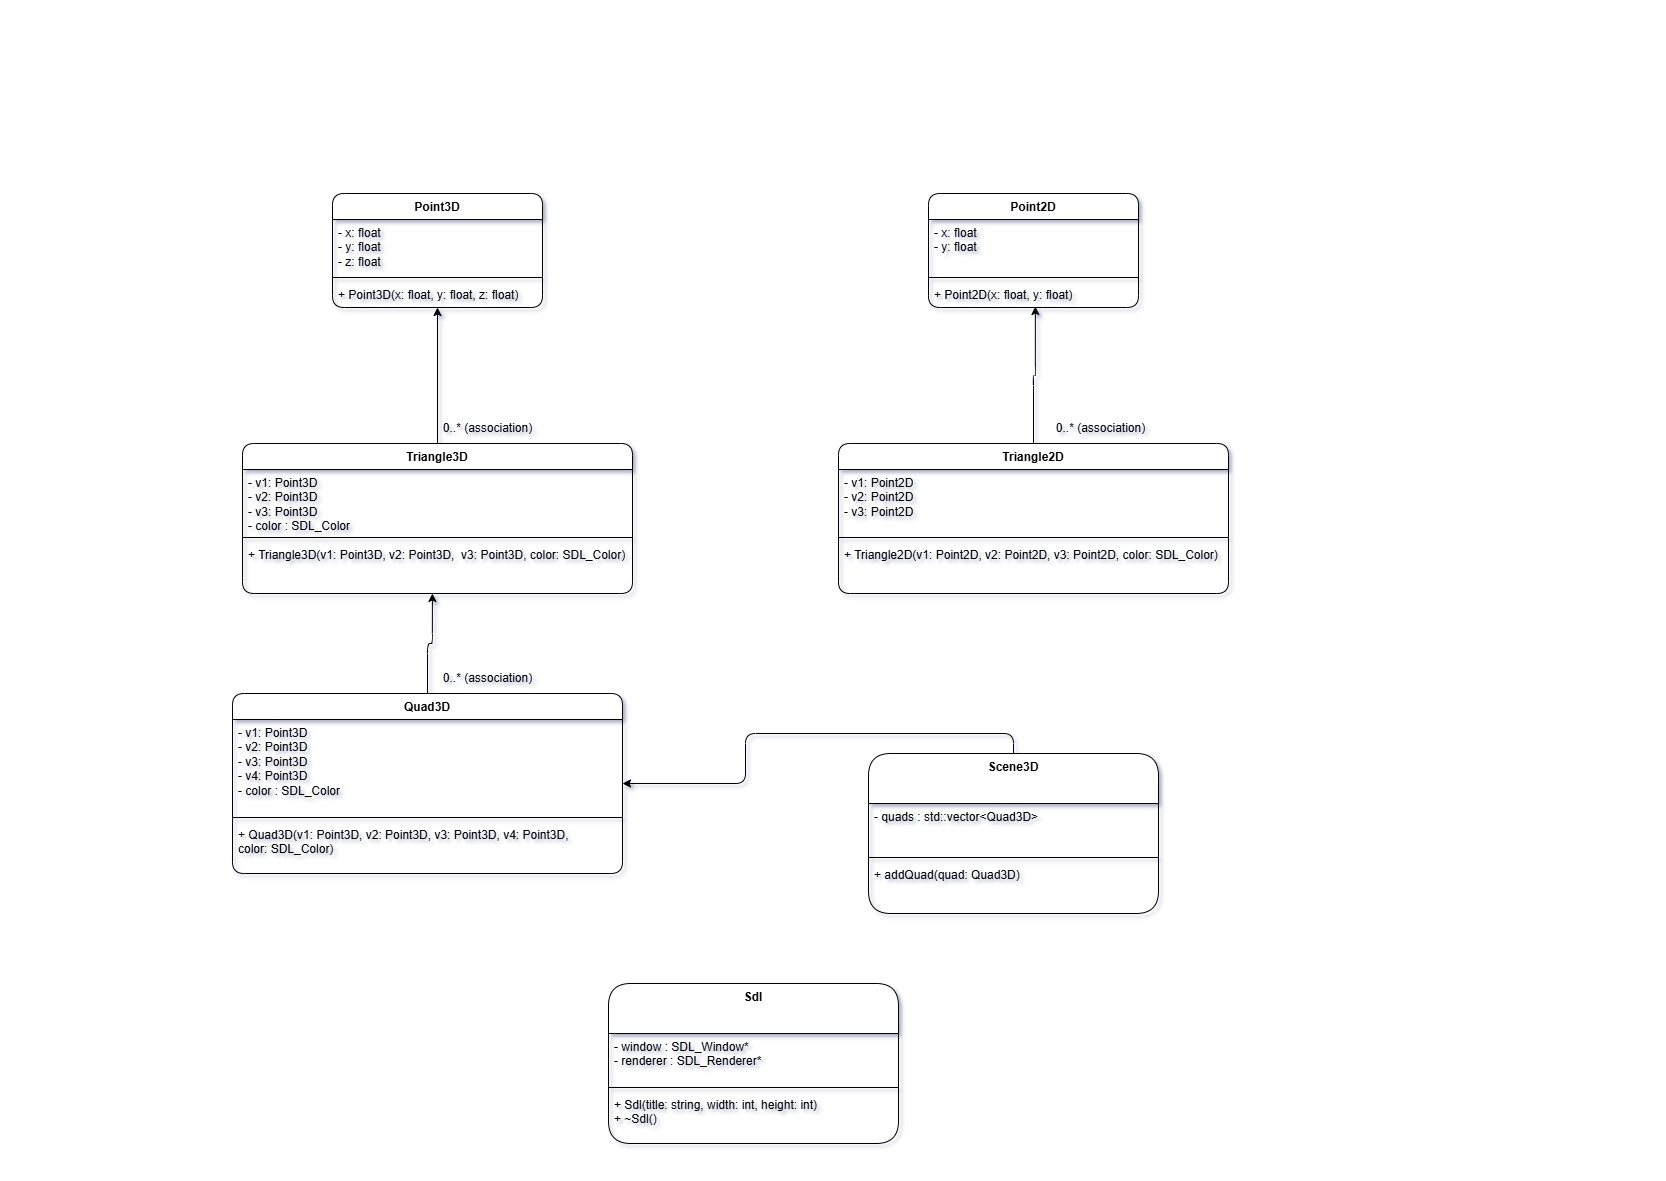 Point3D
- x: float
- y: float
- z: float
+ Point3D(x: float, y: float, z: float)
Point2D
- x: float
- y: float
+ Point2D(x: float, y: float)
0..* (association)
0..* (association)
Triangle3D
- v1: Point3D
- v2: Point3D
- v3: Point3D
- color : SDL_Color
+ Triangle3D(v1: Point3D, v2: Point3D,  v3: Point3D, color: SDL_Color)
Triangle2D
- v1: Point2D
- v2: Point2D
- v3: Point2D
+ Triangle2D(v1: Point2D, v2: Point2D, v3: Point2D, color: SDL_Color)
0..* (association)
Quad3D
- v1: Point3D
- v2: Point3D
- v3: Point3D
- v4: Point3D
- color : SDL_Color
+ Quad3D(v1: Point3D, v2: Point3D, v3: Point3D, v4: Point3D,
color: SDL_Color)
Scene3D
- quads : std::vector<Quad3D>
+ addQuad(quad: Quad3D)
Sdl
- window : SDL_Window*
- renderer : SDL_Renderer*
+ Sdl(title: string, width: int, height: int)
+ ~Sdl()